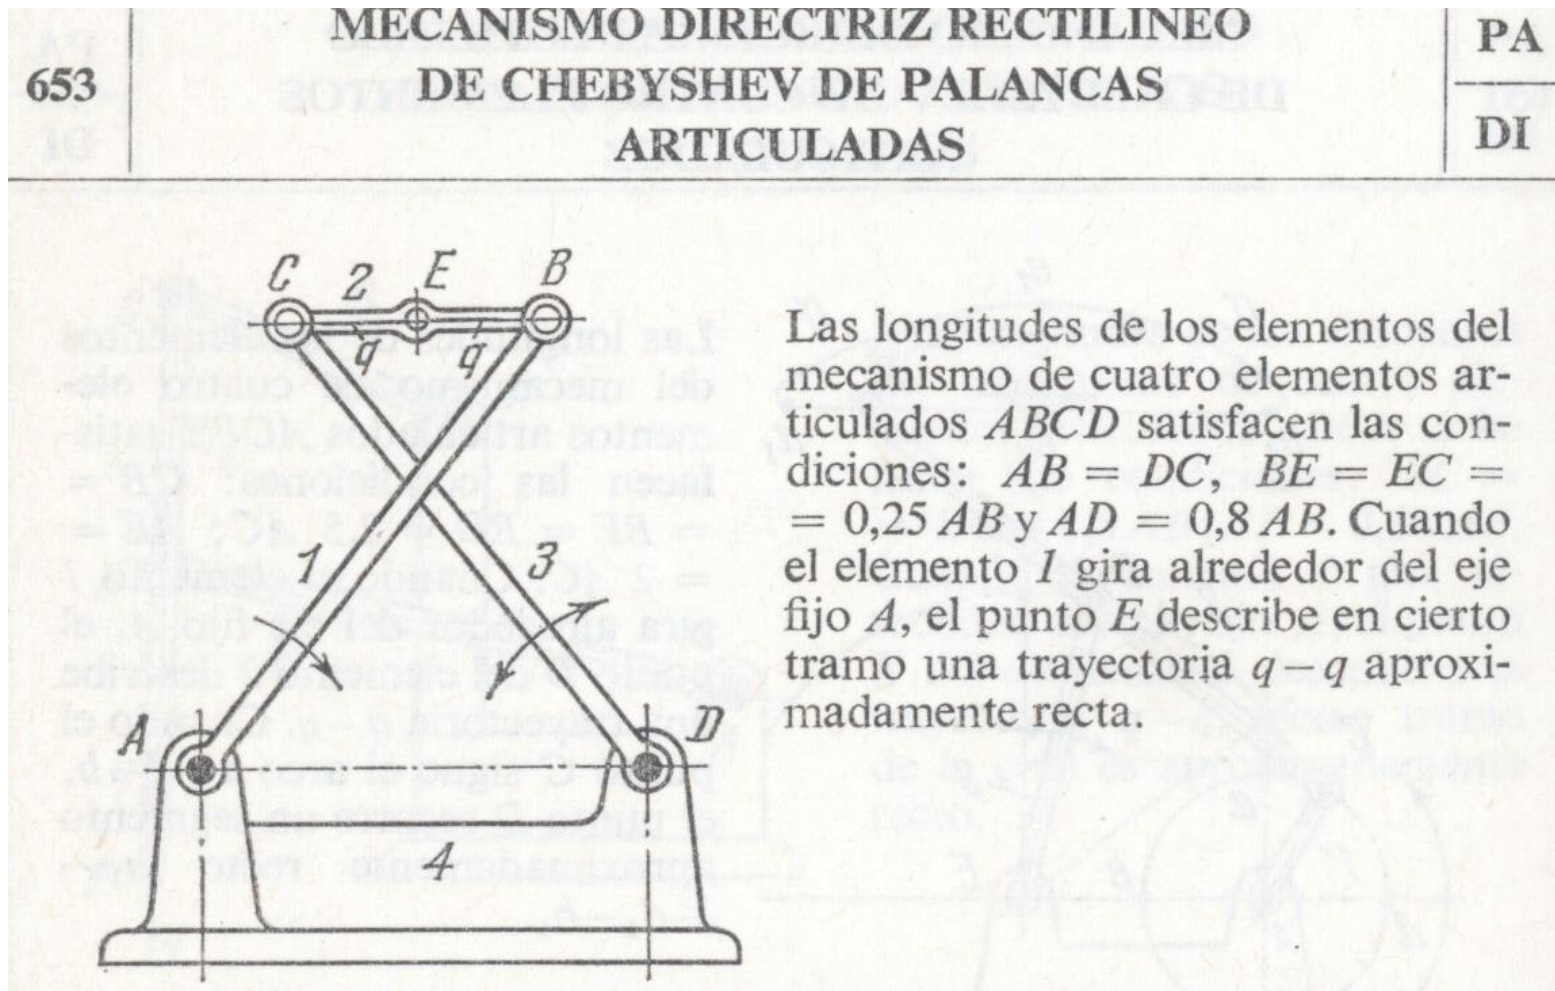 653
MECANISMO DIRECTRIZ RECTILINEO
DE CHEBYSHEV DE PALANCAS
ARTICULADAS
PA
DI
C 2 E B
q q
1 3
A D
4
Las longitudes de los elementos del
mecanismo de cuatro elementos ar-
ticulados ABCD satisfacen las con-
diciones: AB = DC, BE = EC =
= 0,25 AB y AD = 0,8 AB. Cuando
el elemento 1 gira alrededor del eje
fijo A, el punto E describe en cierto
tramo una trayectoria q–q aproxi-
madamente recta.